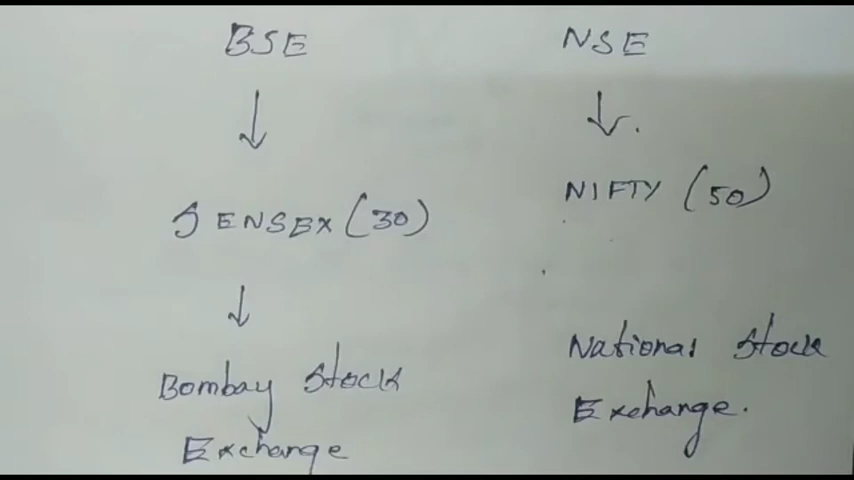 BSE
NSE
SENSEX (30)
NIFTY (50)
Bombay Stock
Exchange
National Stock
Exchange.